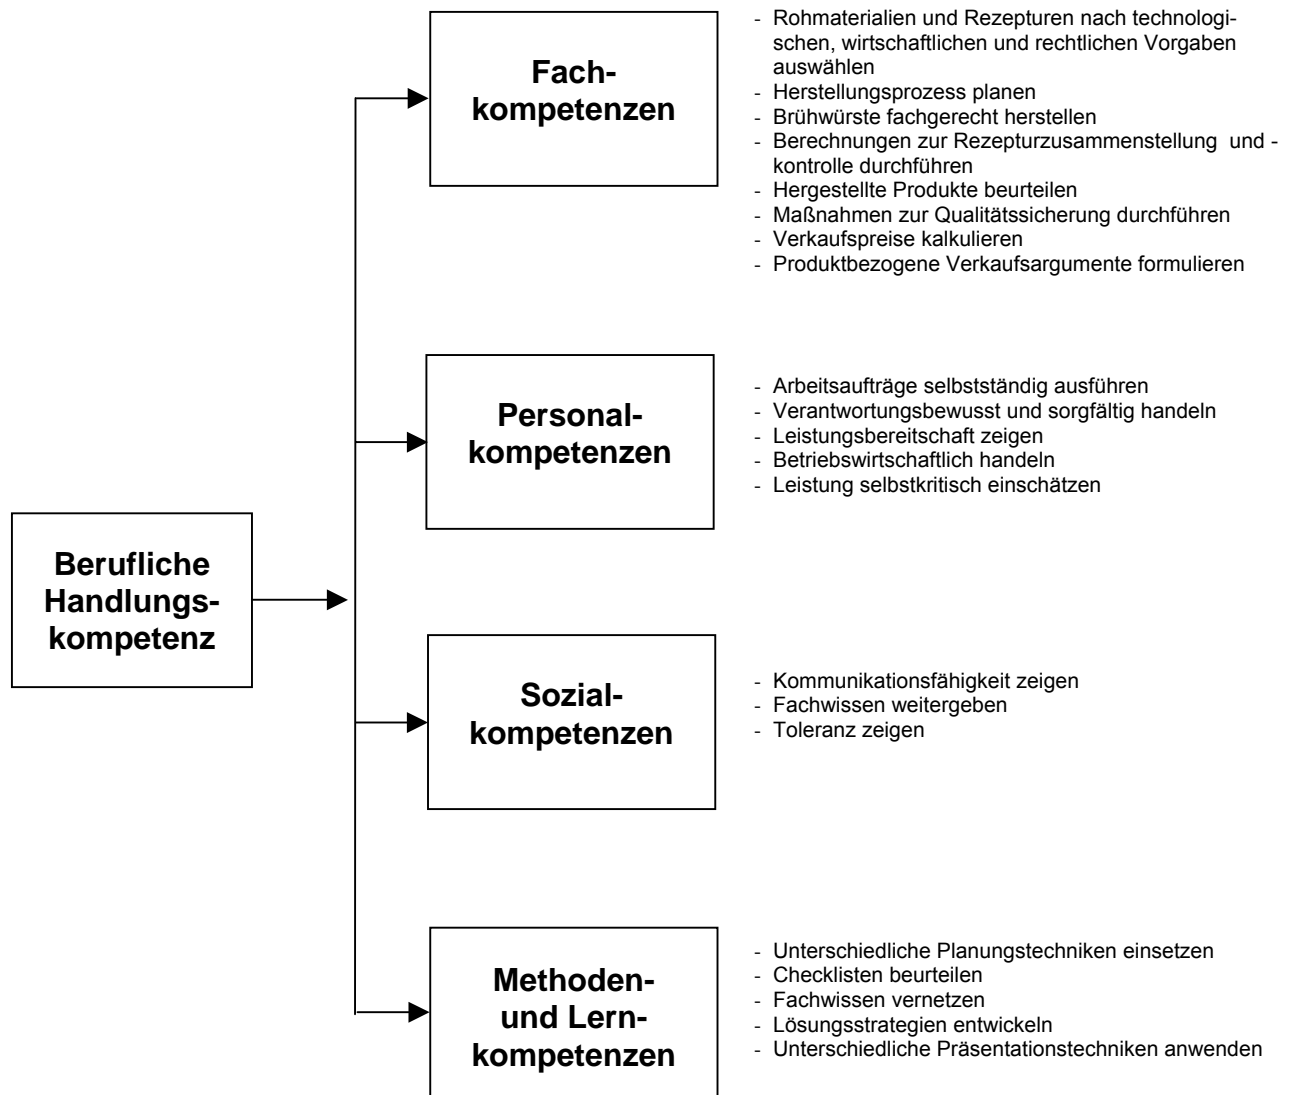 Fach-
kompetenzen
- Rohmaterialien und Rezepturen nach technologi-
schen, wirtschaftlichen und rechtlichen Vorgaben
auswählen
- Herstellungsprozess planen
- Brühwürste fachgerecht herstellen
- Berechnungen zur Rezepturzusammenstellung und -
kontrolle durchführen
- Hergestellte Produkte beurteilen
- Maßnahmen zur Qualitätssicherung durchführen
- Verkaufspreise kalkulieren
- Produktbezogene Verkaufsargumente formulieren
Personal-
kompetenzen
- Arbeitsaufträge selbstständig ausführen
- Verantwortungsbewusst und sorgfältig handeln
- Leistungsbereitschaft zeigen
- Betriebswirtschaftlich handeln
- Leistung selbstkritisch einschätzen
Berufliche
Handlungs-
kompetenz
Sozial-
kompetenzen
- Kommunikationsfähigkeit zeigen
- Fachwissen weitergeben
- Toleranz zeigen
Methoden-
und Lern-
kompetenzen
- Unterschiedliche Planungstechniken einsetzen
- Checklisten beurteilen
- Fachwissen vernetzen
- Lösungsstrategien entwickeln
- Unterschiedliche Präsentationstechniken anwenden